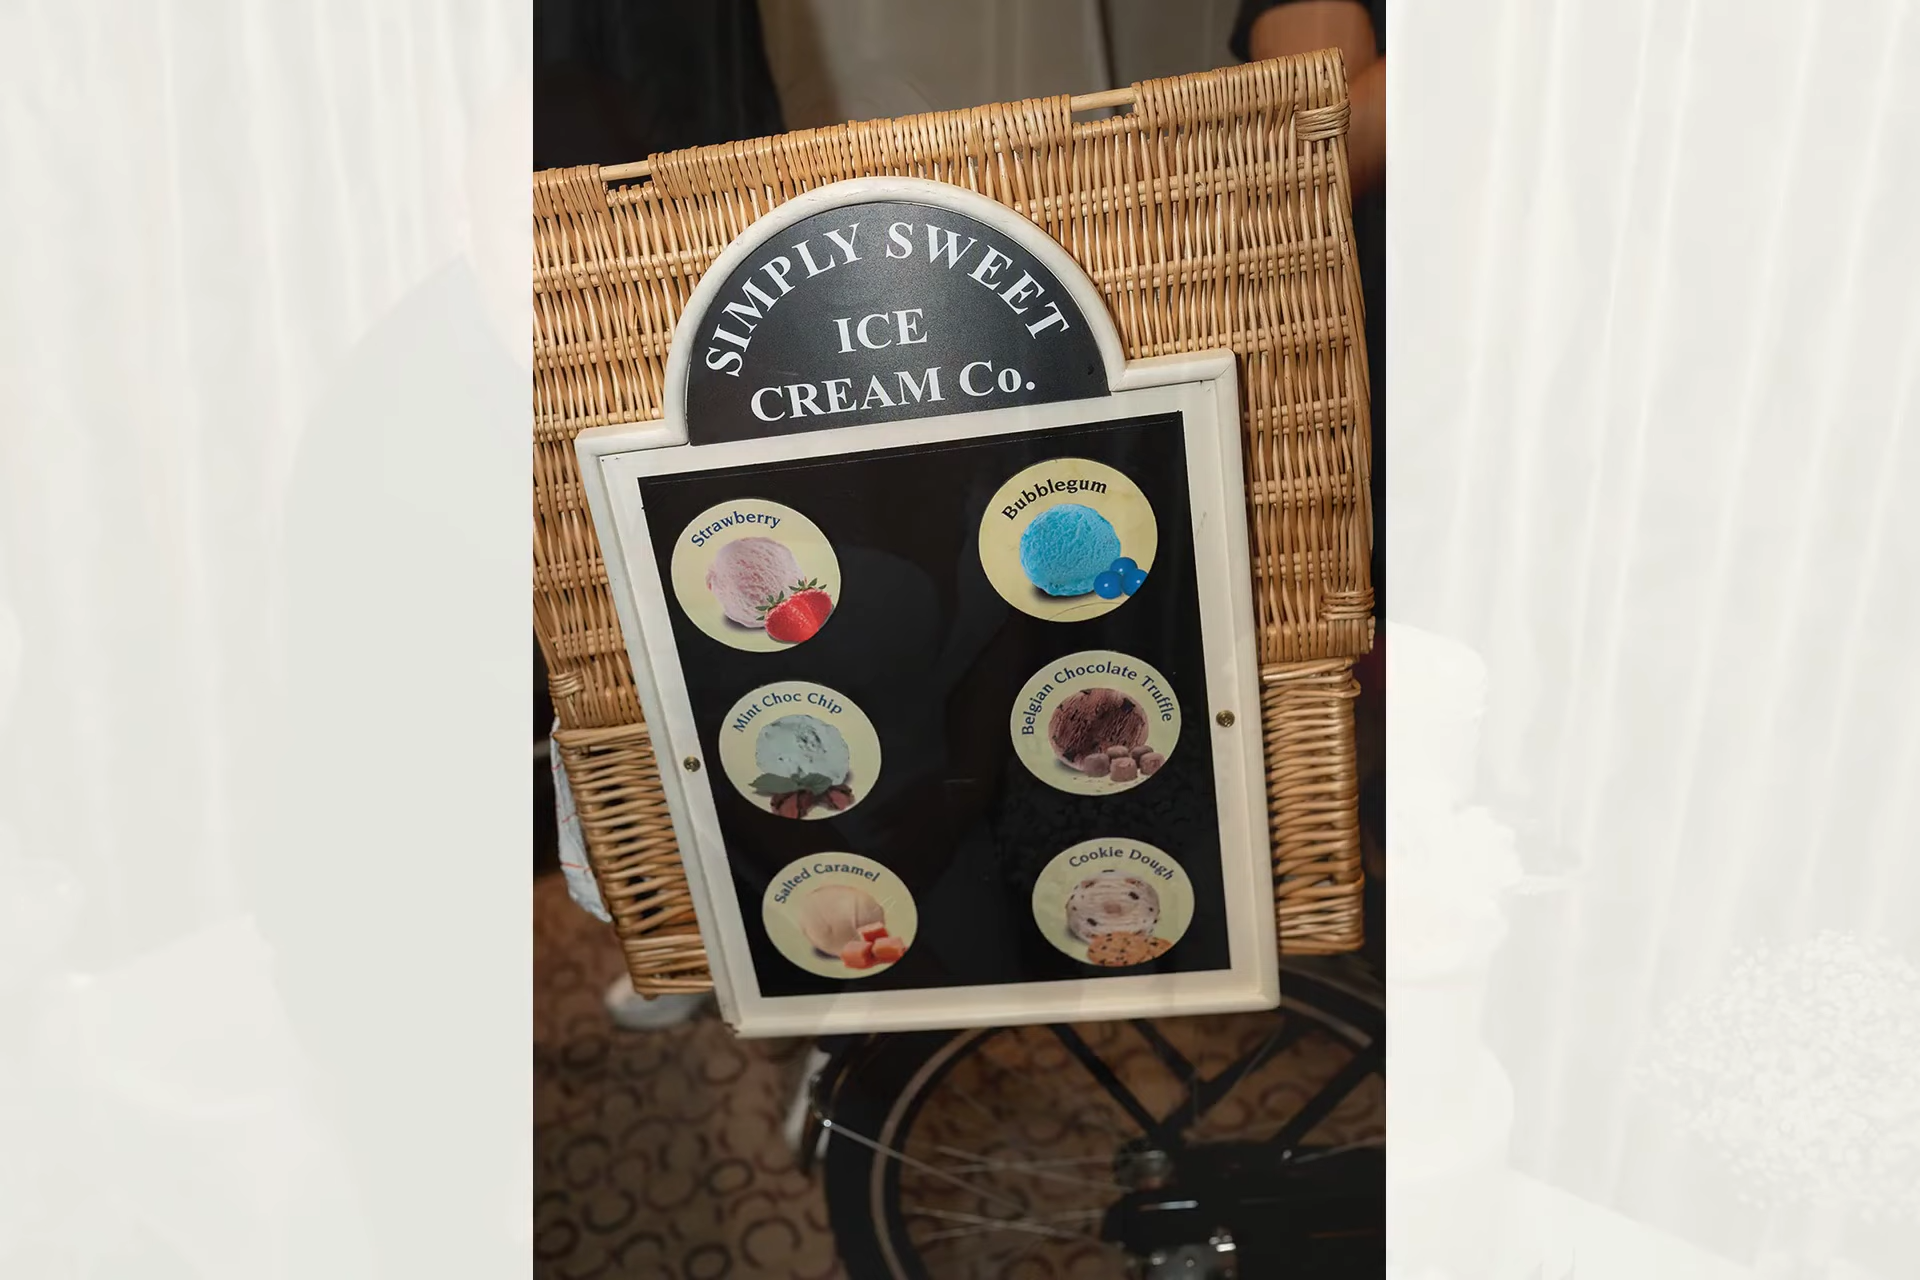 SIMPLY SWEET
ICE
CREAM Co.
Strawberry
Bubblegum
Mint Choc Chip
Belgian Chocolate Truffle
Salted Caramel
Cookie Dough